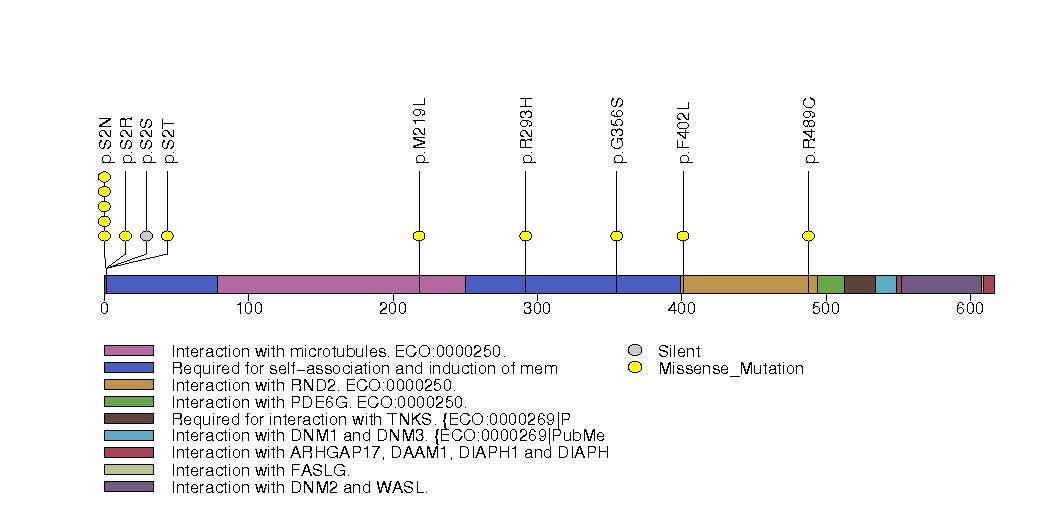 p.S2N
p.S2R
p.S2S
p.S2T
p.M219L
p.R293H
p.G356S
p.F402L
p.R489C
0 100 200 300 400 500 600
Interaction with microtubules. ECO:0000250.
Required for self-association and induction of mem
Interaction with RND2. ECO:0000250.
Interaction with PDE6G. ECO:0000250.
Required for interaction with TNKS. {ECO:0000269|P
Interaction with DNM1 and DNM3. {ECO:0000269|PubMe
Interaction with ARHGAP17, DAAM1, DIAPH1 and DIAPH
Interaction with FASLG.
Interaction with DNM2 and WASL.
Silent
Missense_Mutation